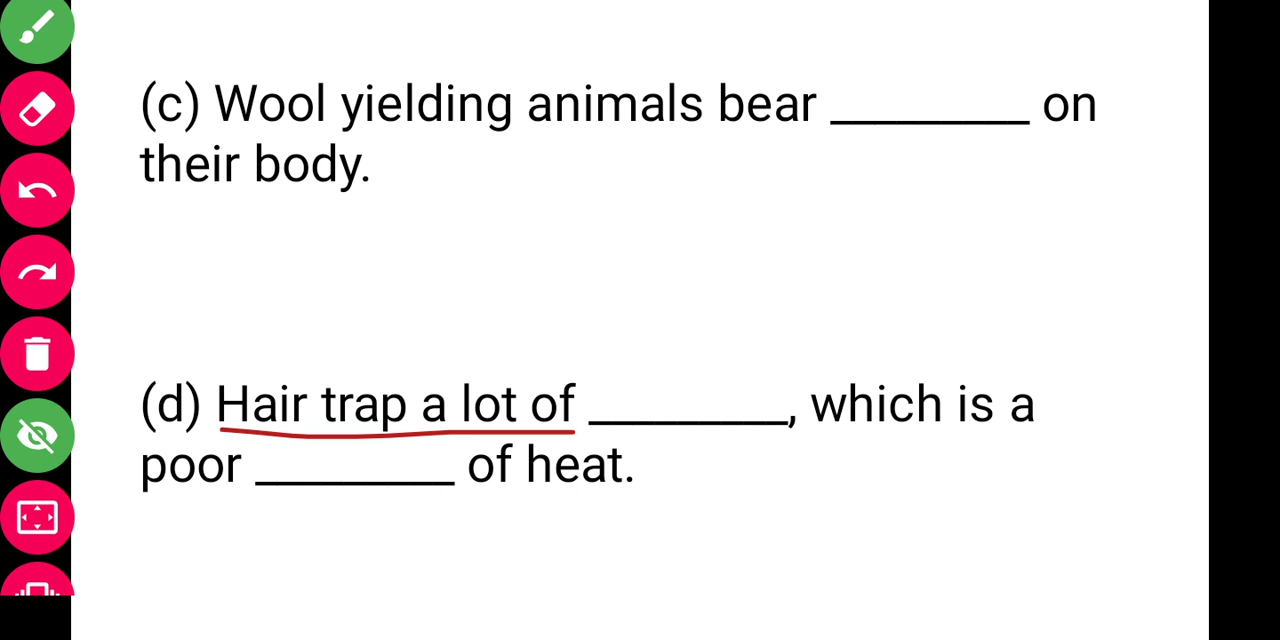 (c) Wool yielding animals bear ________ on
their body.
(d) Hair trap a lot of ________, which is a
poor ________ of heat.